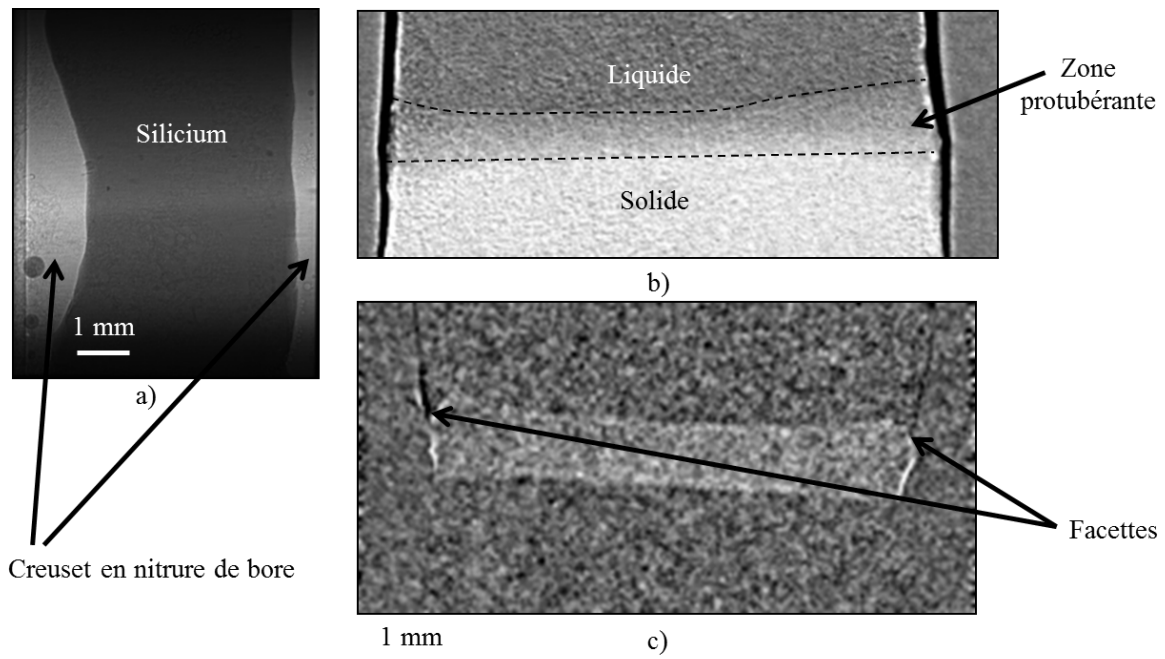 Silicium
1 mm
a)
Creuset en nitrure de bore
Liquide
Solide
Zone
protubérante
b)
Facettes
1 mm
c)